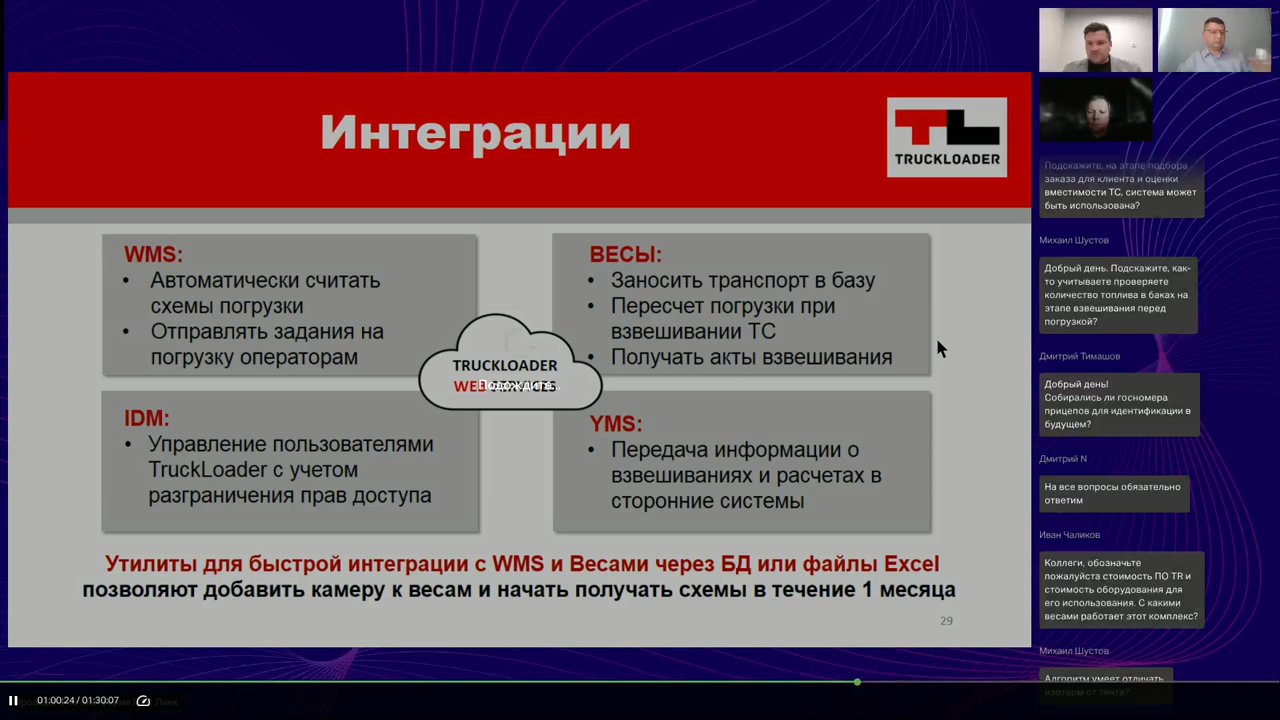 Интеграции
TRUCKLOADER
WMS:
• Автоматически считать
схемы погрузки
• Отправлять задания на
погрузку операторам
ВЕСЫ:
• Заносить транспорт в базу
• Пересчет погрузки при
взвешивании ТС
• Получать акты взвешивания
TRUCKLOADER
Подождите...
IDM:
• Управление пользователями
TruckLoader с учетом
разграничения прав доступа
YMS:
• Передача информации о
взвешиваниях и расчетах в
сторонние системы
Утилиты для быстрой интеграции с WMS и Весами через БД или файлы Excel
позволяют добавить камеру к весам и начать получать схемы в течение 1 месяца
29
Подскажите, на этапе подбора
заказа для клиента и оценки
вместимости ТС, система может
быть использована?
Михаил Шустов
Добрый день. Подскажите, как-
то учитываете проверяете
количество топлива в баках на
этапе взвешивания перед
погрузкой?
Дмитрий Тимашов
Добрый день!
Собирались ли госномера
прицепов для идентификации в
будущем?
Дмитрий N
На все вопросы обязательно
ответим
Иван Чаликов
Коллеги, обозначьте
пожалуйста стоимость ПО TR и
стоимость оборудования для
его использования. С какими
весами работает этот комплекс?
Михаил Шустов
Алгоритм умеет отличать
изотерм от тента?
01:00:24 / 01:30:07